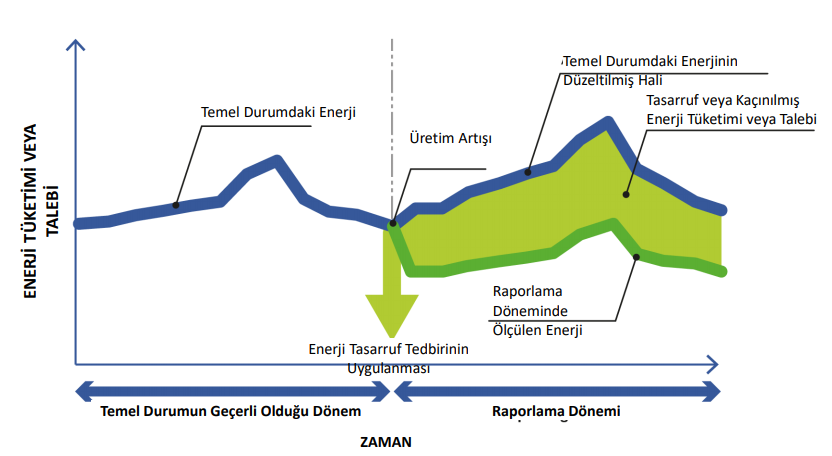 Temel Durumdaki Enerjinin
Düzeltilmiş Hali
Tasarruf veya Kaçınılmış
Enerji Tüketimi veya Talebi
Temel Durumdaki Enerji
Üretim Artışı
ENERJİ TÜKETİMİ VEYA
TALEBİ
Raporlama
Döneminde
Ölçülen Enerji
Enerji Tasarruf Tedbirinin
Uygulanması
Temel Durumun Geçerli Olduğu Dönem
Raporlama Dönemi
ZAMAN